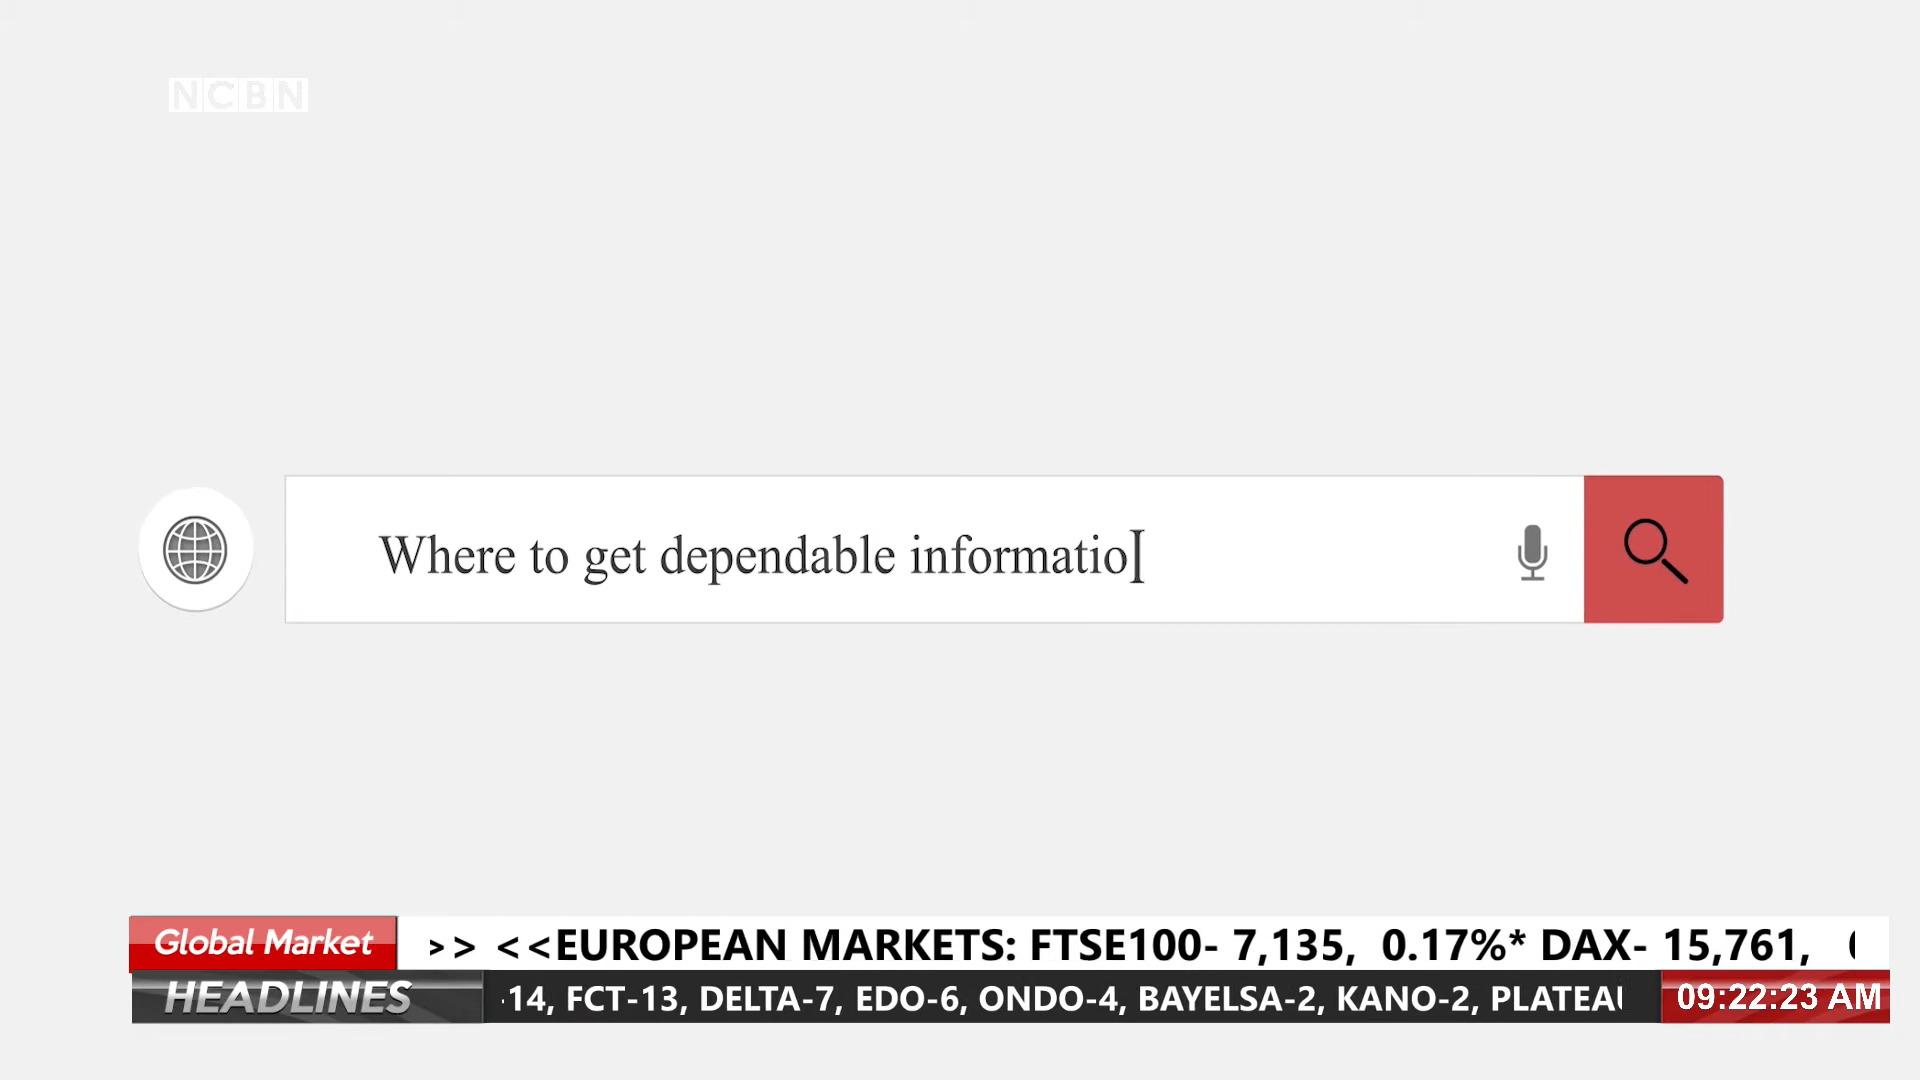 NCBN
Where to get dependable informatio
Global Market
>> <<EUROPEAN MARKETS: FTSE100- 7,135, 0.17%* DAX- 15,761,
HEADLINES
-14, FCT-13, DELTA-7, EDO-6, ONDO-4, BAYELSA-2, KANO-2, PLATEAU
09:22:23 AM